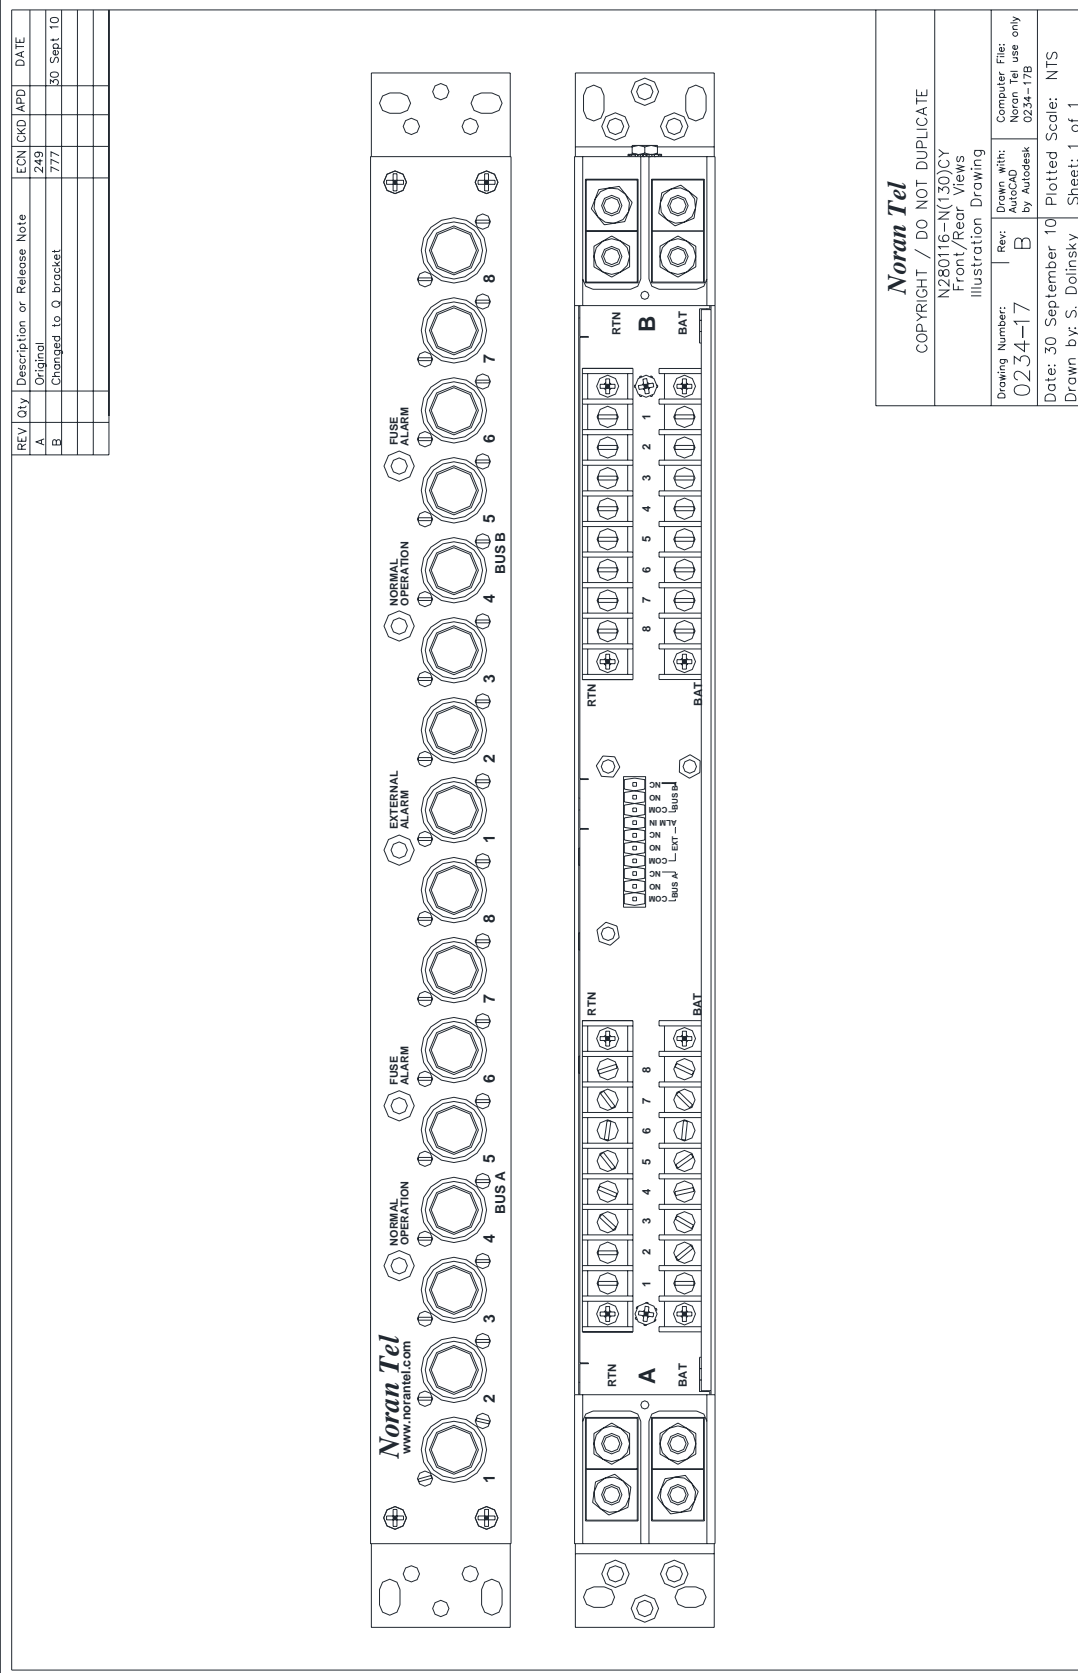 REV Qty Description or Release Note ECN CKD APD DATE
A Original 249
B Changed to Q bracket 777 30 Sept 10
Noran Tel
www.norantel.com
NORMAL
OPERATION
FUSE
ALARM
EXTERNAL
ALARM
NORMAL
OPERATION
FUSE
ALARM
1 2 3 4 5 6 7 8 1 2 3 4 5 6 7 8
BUS A
BUS B
RTN
A
BAT
RTN
BAT
1 2 3 4 5 6 7 8
COM NO NC COM NO NC ALM IN COM NO NC
BUS A
EXT
BUS B
RTN
BAT
8 7 6 5 4 3 2 1
RTN
B
BAT
Noran Tel
COPYRIGHT / DO NOT DUPLICATE
N280116-N(130)CY
Front/Rear Views
Illustration Drawing
Drawing Number:
0234-17
Rev:
B
Drawn with:
AutoCAD
by Autodesk
Computer File:
Noran Tel use only
0234-17B
Date: 30 September 10 Plotted Scale: NTS
Drawn by: S. Dolinsky Sheet: 1 of 1